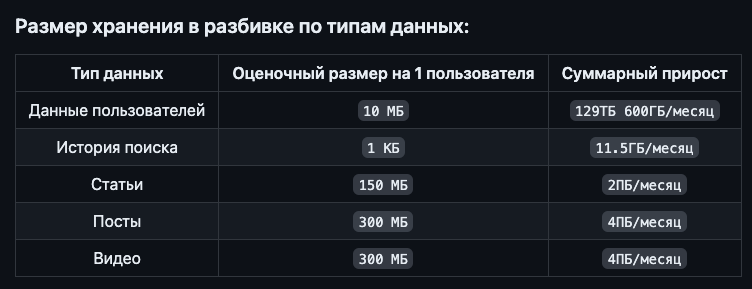 Размер хранения в разбивке по типам данных:
Тип данных Оценочный размер на 1 пользователя Суммарный прирост
Данные пользователей 10 МБ 129ТБ 600ГБ/месяц
История поиска 1 КБ 11.5ГБ/месяц
Статьи 150 МБ 2ПБ/месяц
Посты 300 МБ 4ПБ/месяц
Видео 300 МБ 4ПБ/месяц